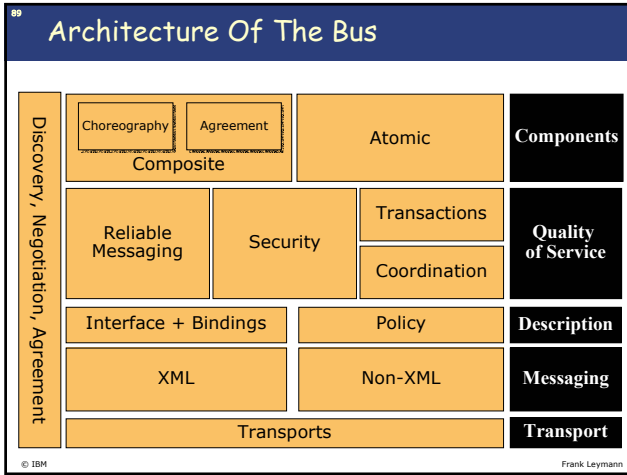 89
Architecture Of The Bus
Discovery, Negotiation, Agreement
Choreography
Agreement
Composite
Atomic
Components
Reliable
Messaging
Security
Transactions
Coordination
Quality
of Service
Interface + Bindings
Policy
Description
XML
Non-XML
Messaging
Transports
Transport
© IBM
Frank Leymann